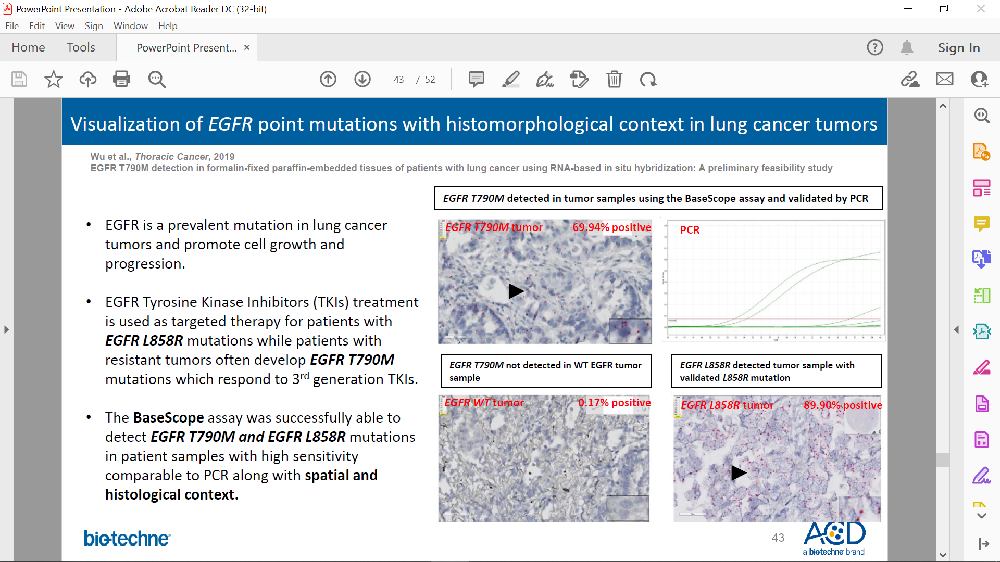 PowerPoint Presentation - Adobe Acrobat Reader DC (32-bit)
File Edit View Sign Window Help
Home Tools PowerPoint Present... × Sign In
43 / 52
Visualization of EGFR point mutations with histomorphological context in lung cancer tumors
Wu et al., Thoracic Cancer, 2019
EGFR T790M detection in formalin-fixed paraffin-embedded tissues of patients with lung cancer using RNA-based in situ hybridization: A preliminary feasibility study
• EGFR is a prevalent mutation in lung cancer
tumors and promote cell growth and
progression.
• EGFR Tyrosine Kinase Inhibitors (TKIs) treatment
is used as targeted therapy for patients with
EGFR L858R mutations while patients with
resistant tumors often develop EGFR T790M
mutations which respond to 3rd generation TKIs.
• The BaseScope assay was successfully able to
detect EGFR T790M and EGFR L858R mutations
in patient samples with high sensitivity
comparable to PCR along with spatial and
histological context.
EGFR T790M detected in tumor samples using the BaseScope assay and validated by PCR
EGFR T790M tumor 69.94% positive
PCR
EGFR T790M not detected in WT EGFR tumor
sample
EGFR L858R detected tumor sample with
validated L858R mutation
EGFR WT tumor 0.17% positive
EGFR L858R tumor 89.90% positive
bio-techne®
43
ACD
a biotechne brand